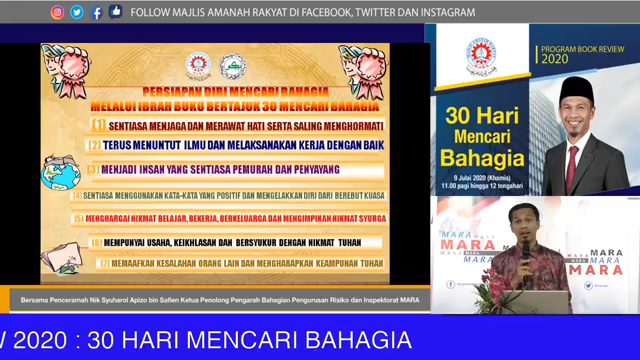 FOLLOW MAJLIS AMANAH RAKYAT DI FACEBOOK, TWITTER DAN INSTAGRAM
PERSIAPAN DIRI MENCARI BAHAGIA
MELALUI IBRAH BUKU BERTAJUK 30 MENCARI BAHAGIA
(1) SENTIASA MENJAGA DAN MERAWAT HATI SERTA SALING MENGHORMATI
(2) TERUS MENUNTUT ILMU DAN MELAKSANAKAN KERJA DENGAN BAIK
(3) MENJADI INSAN YANG SENTIASA PEMURAH DAN PENYAYANG
(4) SENTIASA MENGGUNAKAN KATA-KATA YANG POSITIF DAN MENGELAKKAN DIRI DARI BEREBUT KUASA
(5) MENGHARGAI NIKMAT BELAJAR, BEKERJA, BERKELUARGA DAN MENGIMPIKAN NIKMAT SYURGA
(6) MEMPUNYAI USAHA, KEIKHLASAN DAN BERSYUKUR DENGAN NIKMAT TUHAN
(7) MEMAAFKAN KESALAHAN ORANG LAIN DAN MENGHARAPKAN KEAMPUNAN TUHAN
PROGRAM BOOK REVIEW
2020
30 Hari
Mencari
Bahagia
9 Julai 2020 (Khamis)
11.00 pagi hingga 12 tengahari
MARA
MARA
MARA
MARA
Bersama Penceramah Nik Syuharol Apizo bin Safien Ketua Penolong Pengarah Bahagian Pengurusan Risiko dan Inspektorat MARA
2020 : 30 HARI MENCARI BAHAGIA